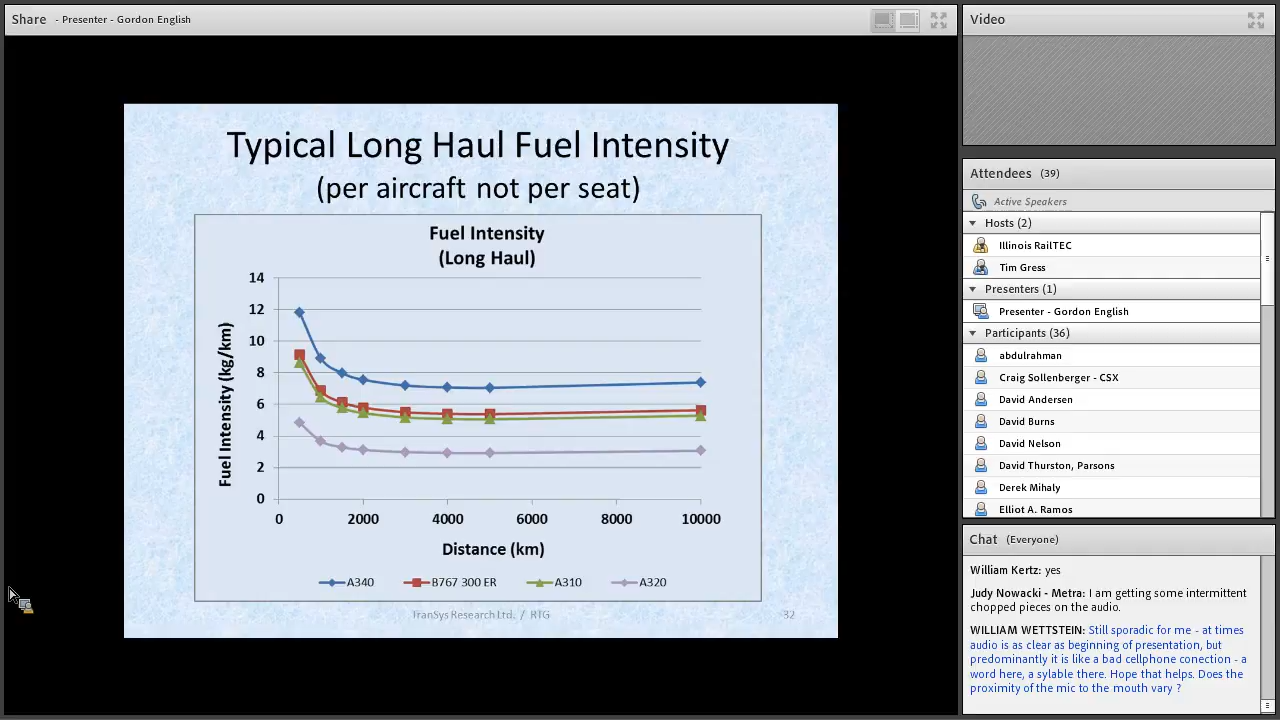 Share - Presenter - Gordon English
Typical Long Haul Fuel Intensity
(per aircraft not per seat)
Fuel Intensity
(Long Haul)
Fuel Intensity (kg/km)
14
12
10
8
6
4
2
0
0 2000 4000 6000 8000 10000
Distance (km)
A340 B767 300 ER A310 A320
TranSys Research Ltd. / RTG 32
Video
Attendees (39)
Active Speakers
Hosts (2)
Illinois RailTEC
Tim Gress
Presenters (1)
Presenter - Gordon English
Participants (36)
abdulrahman
Craig Sollenberger - CSX
David Andersen
David Burns
David Nelson
David Thurston, Parsons
Derek Mihaly
Elliot A. Ramos
Chat (Everyone)
William Kertz: yes
Judy Nowacki - Metra: I am getting some intermittent
chopped pieces on the audio.
WILLIAM WETTSTEIN: Still sporadic for me - at times
audio is as clear as beginning of presentation, but
predominantly it is like a bad cellphone conection - a
word here, a sylable there. Hope that helps. Does the
proximity of the mic to the mouth vary ?